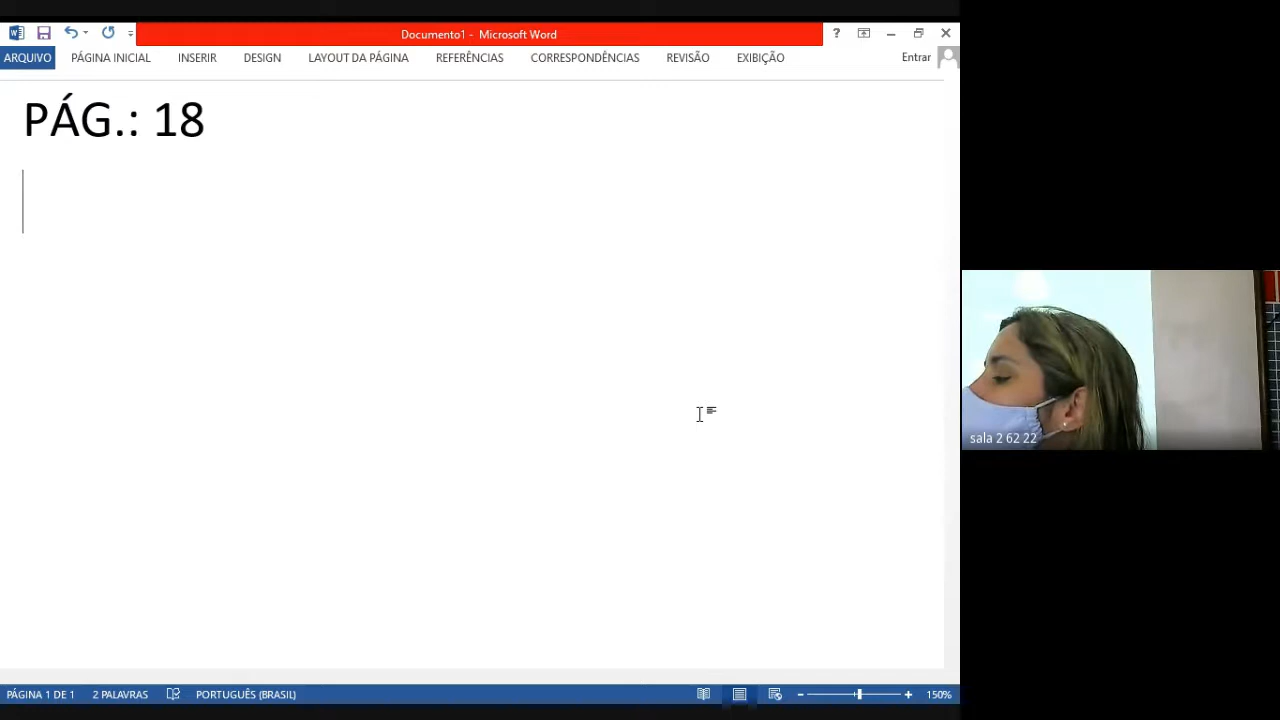 Documento1 - Microsoft Word
?
ARQUIVO PÁGINA INICIAL INSERIR DESIGN LAYOUT DA PÁGINA REFERÊNCIAS CORRESPONDÊNCIAS REVISÃO EXIBIÇÃO Entrar
PÁG.: 18
sala 2 62 22
PÁGINA 1 DE 1 2 PALAVRAS PORTUGUÊS (BRASIL) 150%